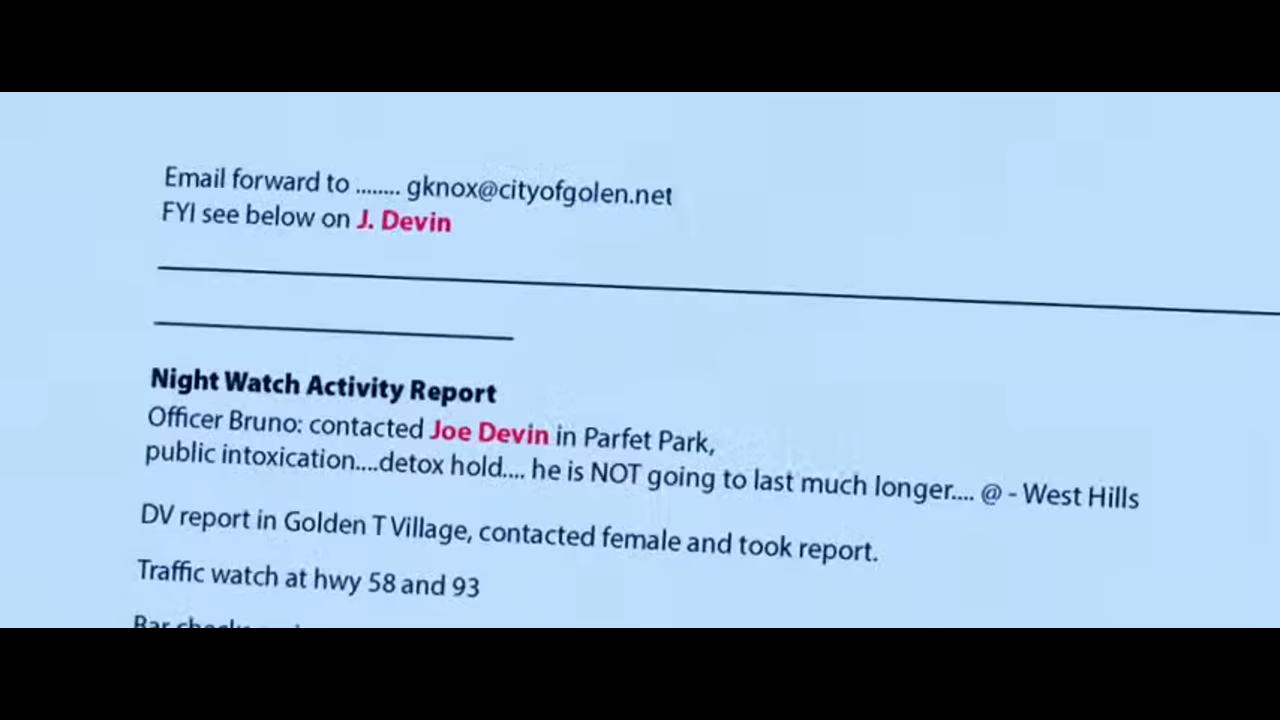 Email forward to ........ gknox@cityofgolen.net
FYI see below on J. Devin
Night Watch Activity Report
Officer Bruno: contacted Joe Devin in Parfet Park,
public intoxication....detox hold.... he is NOT going to last much longer.... @ - West Hills
DV report in Golden T Village, contacted female and took report.
Traffic watch at hwy 58 and 93
Bar checks